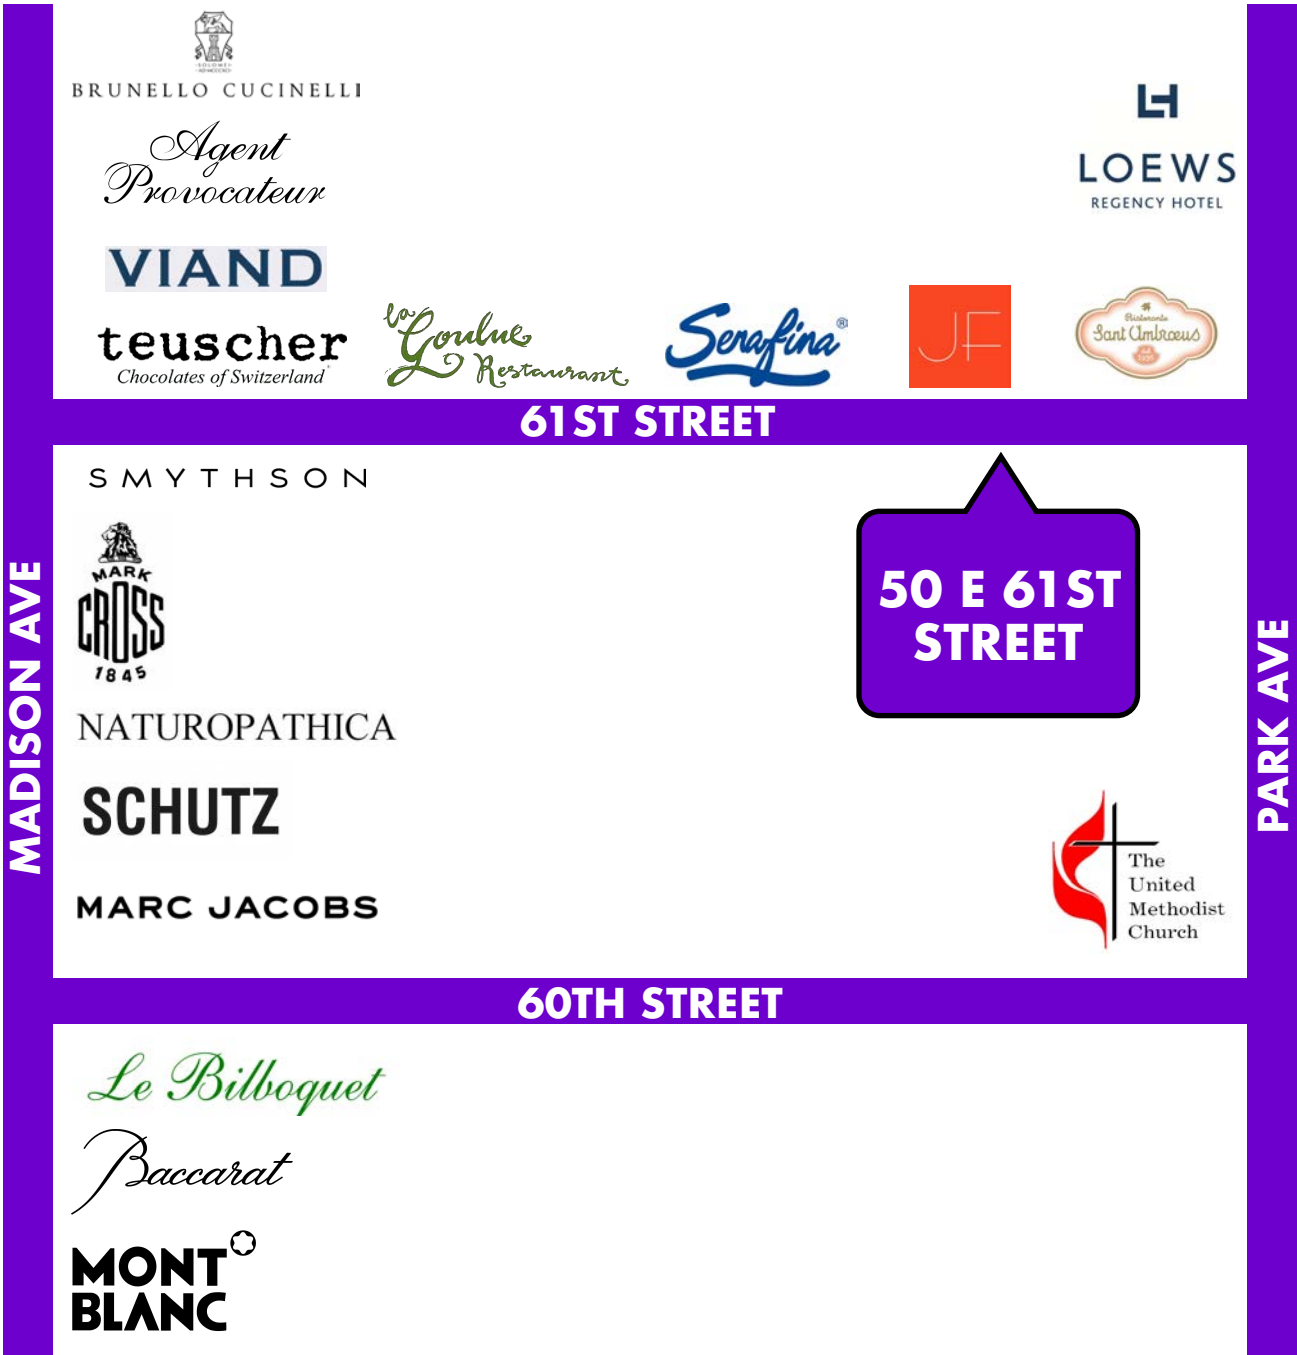 BRUNELLO CUCINELLI
Agent
Provocateur
LH
LOEWS
REGENCY HOTEL
VIAND
teuscher
Chocolates of Switzerland
la Goulue
Restaurant
Serafina®
JF
Ristorante
Sant Ambroeus
61ST STREET
SMYTHSON
MARK
CROSS
1845
50 E 61ST
STREET
MADISON AVE
PARK AVE
NATUROPATHICA
SCHUTZ
MARC JACOBS
The
United
Methodist
Church
60TH STREET
Le Bilboquet
Baccarat
MONT
BLANC